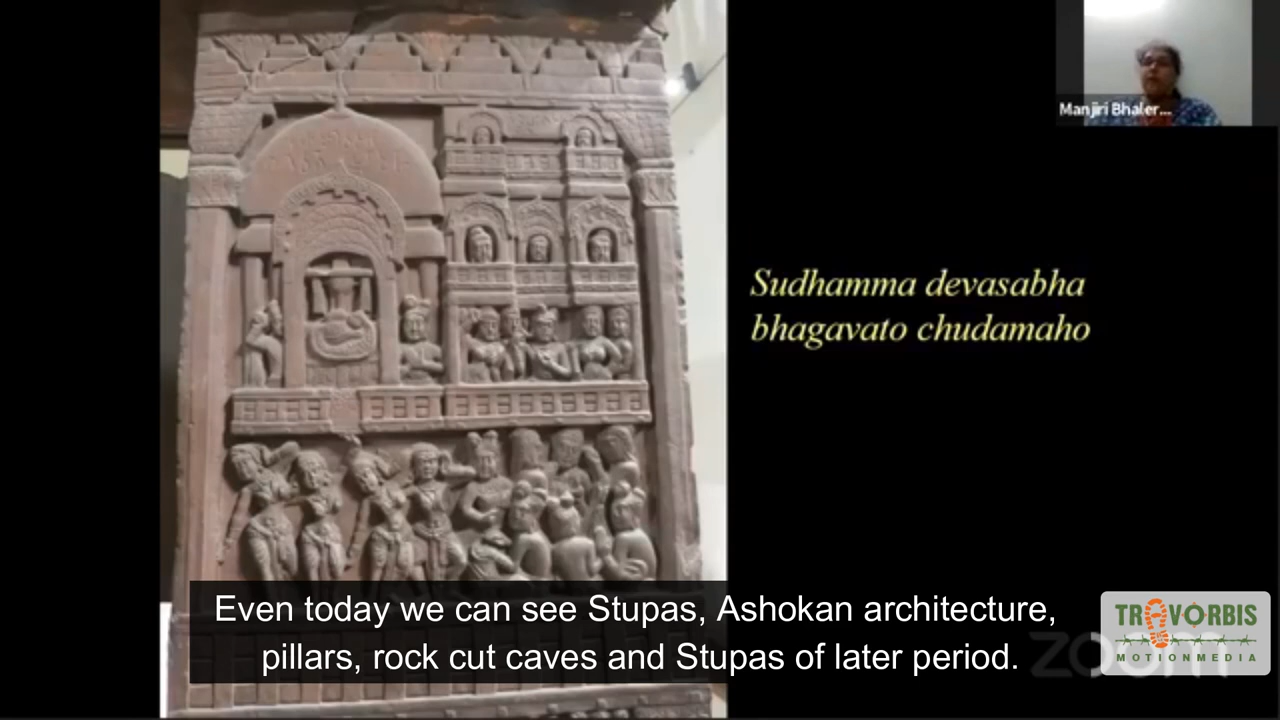 Manjiri Bhaler...
Sudhamma devasabha
bhagavato chudamaho
Even today we can see Stupas, Ashokan architecture,
pillars, rock cut caves and Stupas of later period.
zoom
TRAVORBIS
MOTIONMEDIA